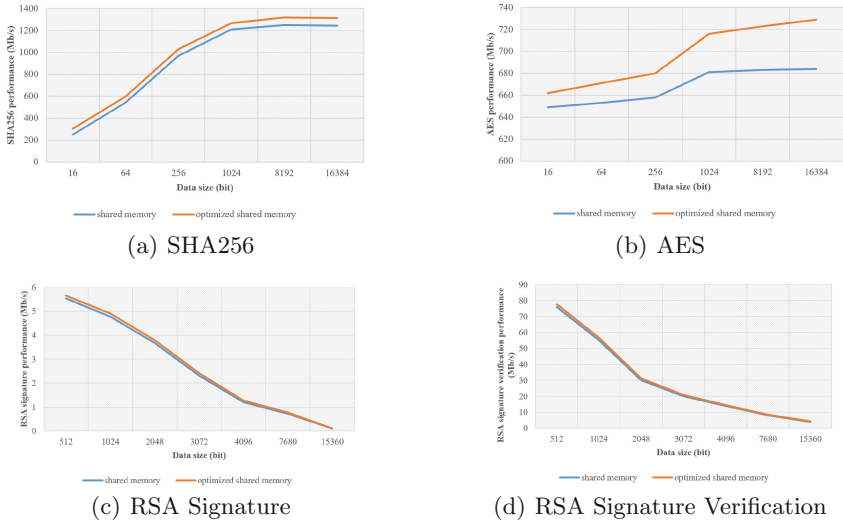 1400
1200
1000
800
600
400
200
0
SHA256 performance (Mb/s)
16 64 256 1024 8192 16384
Data size (bit)
shared memory optimized shared memory
(a) SHA256
740
720
700
680
660
640
620
600
AES performance (Mb/s)
16 64 256 1024 8192 16384
Data size (bit)
shared memory optimized shared memory
(b) AES
6
5
4
3
2
1
0
RSA signature performance (Mb/s)
512 1024 2048 3072 4096 7680 15360
Data size (bit)
shared memory optimized shared memory
(c) RSA Signature
90
80
70
60
50
40
30
20
10
0
RSA signature verification performance
(Mb/s)
512 1024 2048 3072 4096 7680 15360
Data size (bit)
shared memory optimized shared memory
(d) RSA Signature Verification